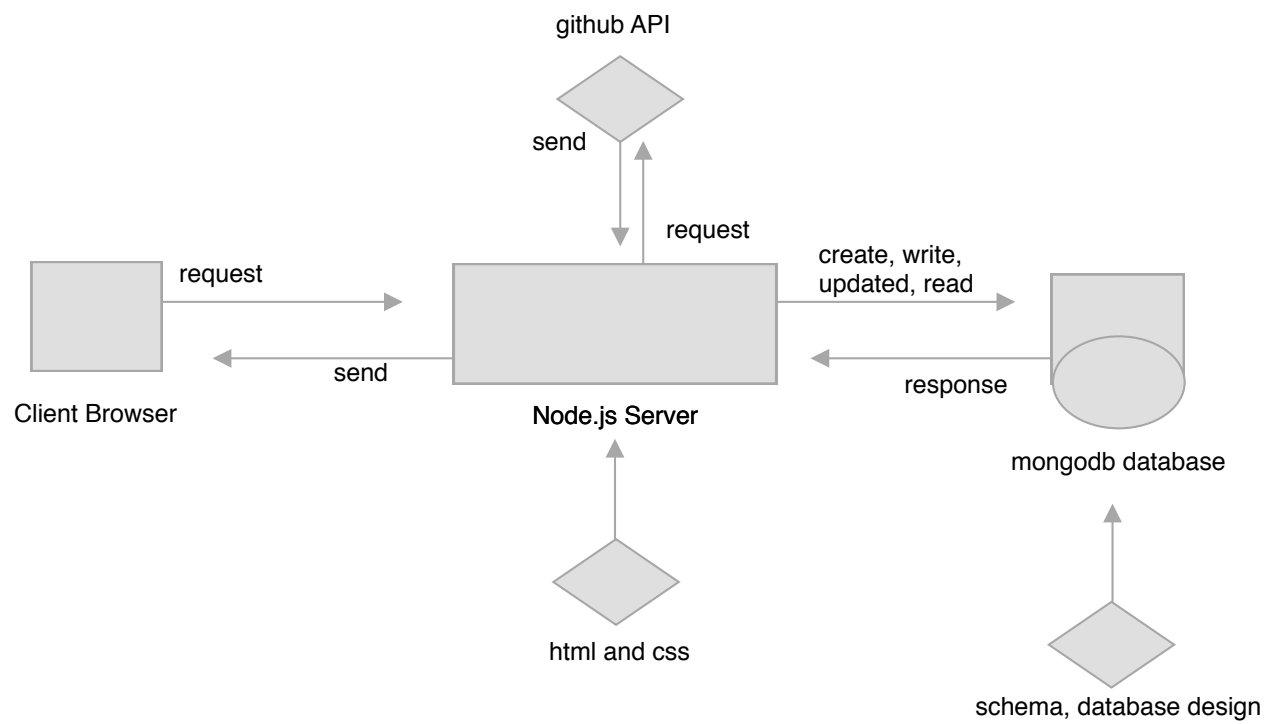 github API
send
request
request
create, write,
updated, read
send
response
Client Browser
Node.js Server
mongodb database
html and css
schema, database design